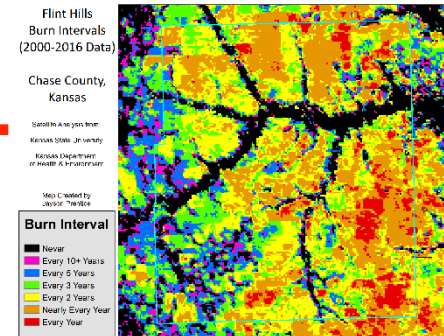 Flint Hills
Burn Intervals
(2000-2016 Data)
Chase County,
Kansas
Satellite Analysis from
Kansas State University
Kansas Department
of Health & Environment
Map Created by
Jayson Prentice
Burn Interval
Never
Every 10+ Years
Every 5 Years
Every 3 Years
Every 2 Years
Nearly Every Year
Every Year